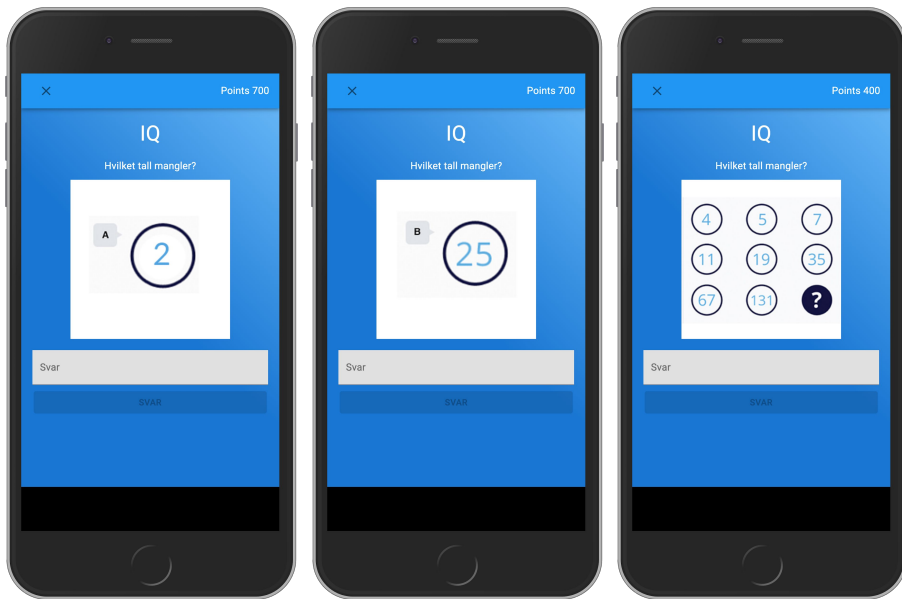 Points 700
IQ
Hvilket tall mangler?
A
2
Svar
SVAR
Points 700
IQ
Hvilket tall mangler?
B
25
Svar
SVAR
Points 400
IQ
Hvilket tall mangler?
4 5 7
11 19 35
67 131 ?
Svar
SVAR